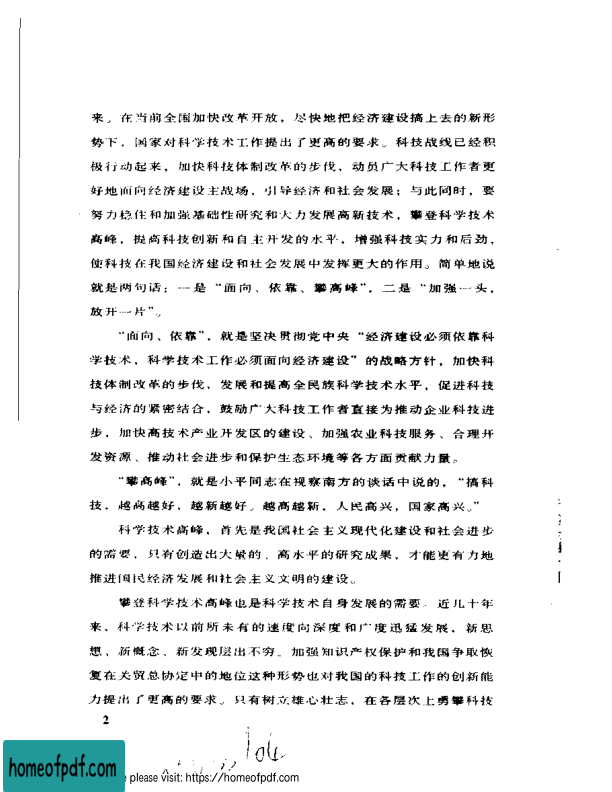 来。在当前全国加快改革开放，尽快地把经济建设搞上去的新形
势下，国家对科学技术工作提出了更高的要求。科技战线已经积
极行动起来，加快科技体制改革的步伐，动员广大科技工作者更
好地面向经济建设主战场，引导经济和社会发展；与此同时，要
努力稳住和加强基础性研究和大力发展高新技术，攀登科学技术
高峰，提高科技创新和自主开发的水平，增强科技实力和后劲，
使科技在我国经济建设和社会发展中发挥更大的作用。简单地说
就是两句话：一是“面向、依靠、攀高峰”，二是“加强一头，
放开一片”。
“面向、依靠”，就是坚决贯彻党中央“经济建设必须依靠科
学技术，科学技术工作必须面向经济建设”的战略方针，加快科
技体制改革的步伐，发展和提高全民族科学技术水平，促进科技
与经济的紧密结合，鼓励广大科技工作者直接为推动企业科技进
步，加快高技术产业开发区的建设、加强农业科技服务、合理开
发资源、推动社会进步和保护生态环境等各方面贡献力量。
“攀高峰”，就是小平同志在视察南方的谈话中说的，“搞科
技，越高越好，越新越好。越高越新，人民高兴，国家高兴。”
科学技术高峰，首先是我国社会主义现代化建设和社会进步
的需要，只有创造出大量的、高水平的研究成果，才能更有力地
推进国民经济发展和社会主义文明的建设。
攀登科学技术高峰也是科学技术自身发展的需要。近几十年
来，科学技术以前所未有的速度向深度和广度迅猛发展，新思
想、新概念、新发现层出不穷。加强知识产权保护和我国争取恢
复在关贸总协定中的地位这种形势也对我国的科技工作的创新能
力提出了更高的要求。只有树立雄心壮志，在各层次上勇攀科技
2
104
homeofpdf.com
e please visit: https://homeofpdf.com